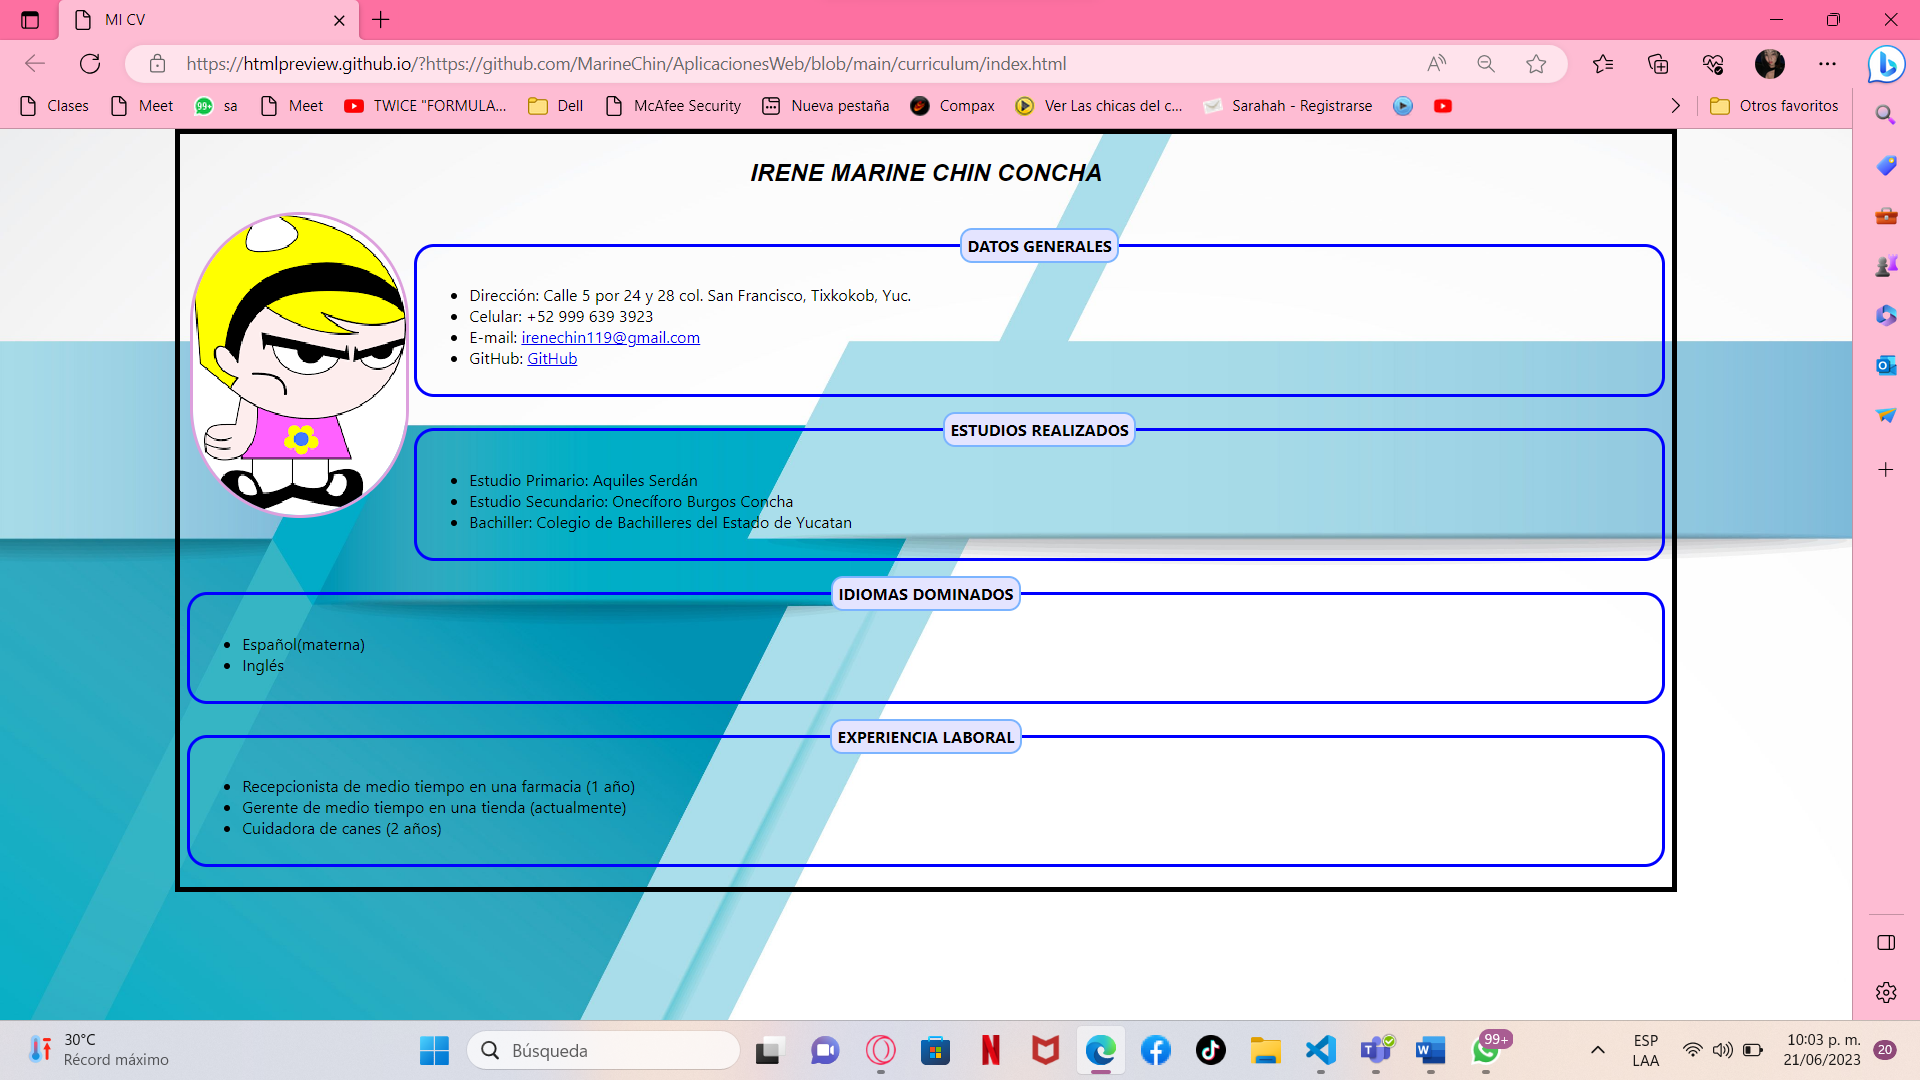 MI CV
https://htmlpreview.github.io/?https://github.com/MarineChin/AplicacionesWeb/blob/main/curriculum/index.html
Clases Meet 99+ sa Meet TWICE "FORMULA... Dell McAfee Security Nueva pestaña Compax Ver Las chicas del c... Sarahah - Registrarse Otros favoritos
IRENE MARINE CHIN CONCHA
DATOS GENERALES
Dirección: Calle 5 por 24 y 28 col. San Francisco, Tixkokob, Yuc.
Celular: +52 999 639 3923
E-mail: irenechin119@gmail.com
GitHub: GitHub
ESTUDIOS REALIZADOS
Estudio Primario: Aquiles Serdán
Estudio Secundario: Onecíforo Burgos Concha
Bachiller: Colegio de Bachilleres del Estado de Yucatan
IDIOMAS DOMINADOS
Español(materna)
Inglés
EXPERIENCIA LABORAL
Recepcionista de medio tiempo en una farmacia (1 año)
Gerente de medio tiempo en una tienda (actualmente)
Cuidadora de canes (2 años)
30°C
Récord máximo
Búsqueda
99+
ESP
LAA
10:03 p. m.
21/06/2023
20